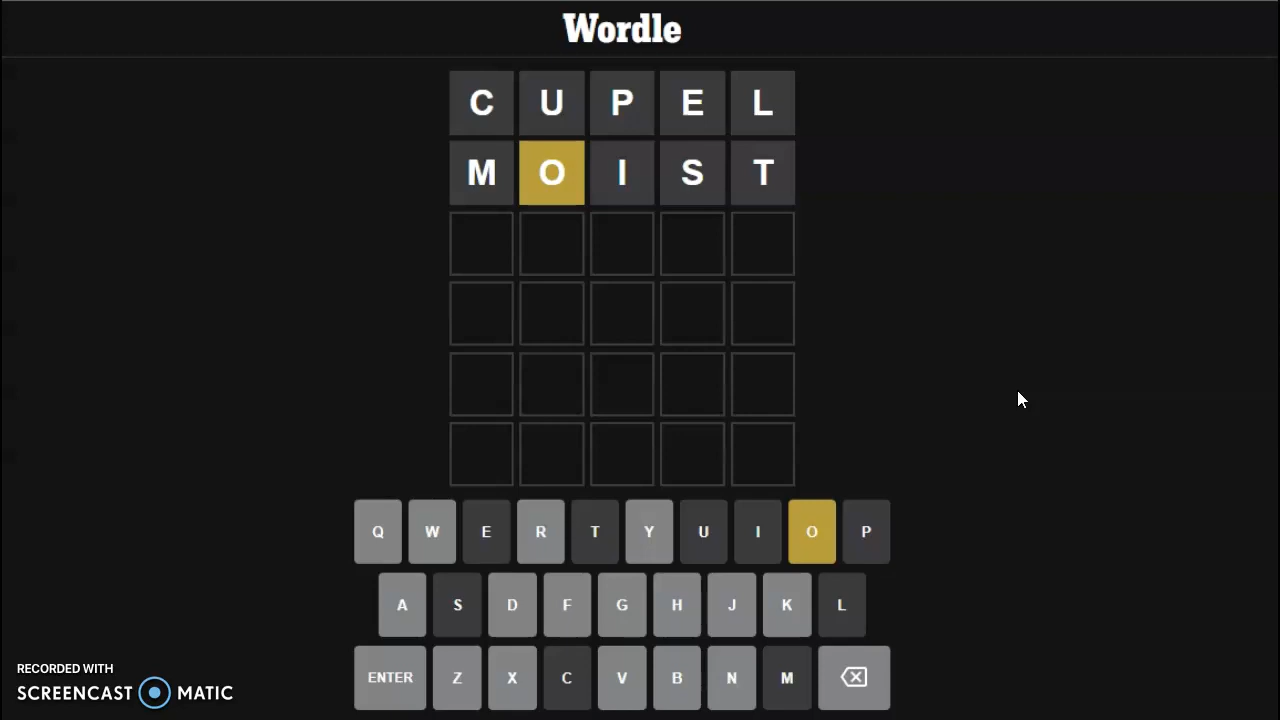 Wordle
C U P E L
M O I S T
Q W E R T Y U I O P
A S D F G H J K L
ENTER Z X C V B N M
RECORDED WITH
SCREENCAST MATIC